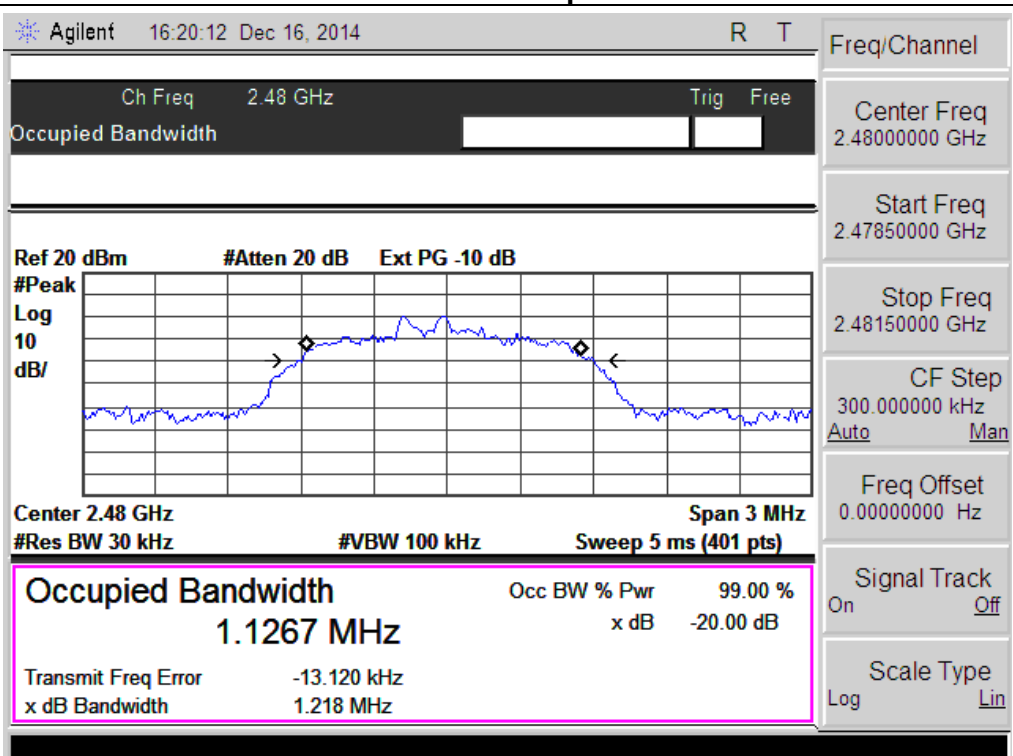 Agilent 16:20:12 Dec 16, 2014 R T
Freq/Channel
Ch Freq 2.48 GHz Trig Free
Occupied Bandwidth
Center Freq
2.48000000 GHz
Start Freq
2.47850000 GHz
Stop Freq
2.48150000 GHz
CF Step
300.000000 kHz
Auto Man
Freq Offset
0.00000000 Hz
Signal Track
On Off
Scale Type
Log Lin
Ref 20 dBm #Atten 20 dB Ext PG -10 dB
#Peak
Log
10
dB/
Center 2.48 GHz Span 3 MHz
#Res BW 30 kHz #VBW 100 kHz Sweep 5 ms (401 pts)
Occupied Bandwidth Occ BW % Pwr 99.00 %
1.1267 MHz x dB -20.00 dB
Transmit Freq Error -13.120 kHz
x dB Bandwidth 1.218 MHz